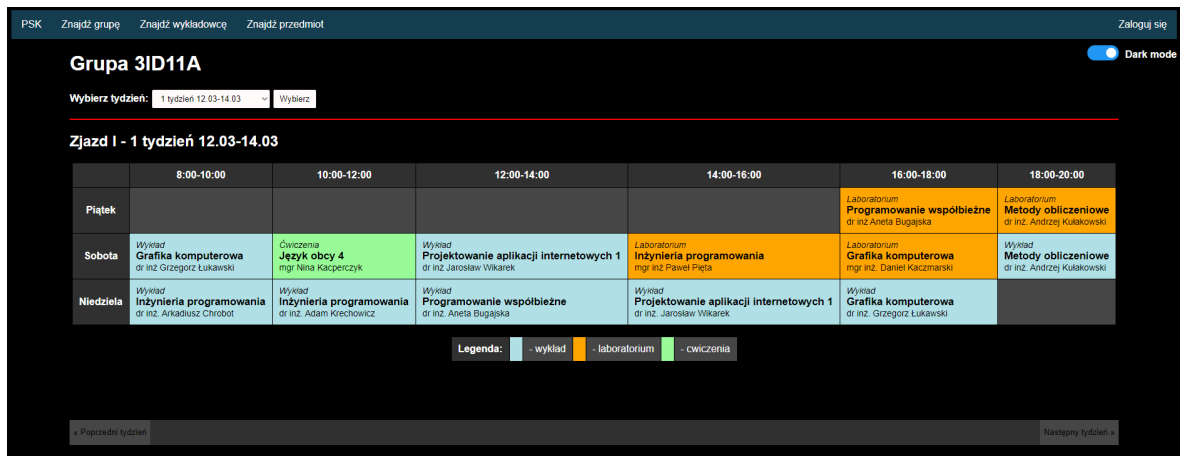 PSK Znajdź grupę Znajdź wykładowcę Znajdź przedmiot Zaloguj się
Dark mode
Grupa 3ID11A
Wybierz tydzień: 1 tydzień 12.03-14.03 Wybierz
Zjazd I - 1 tydzień 12.03-14.03
8:00-10:00 10:00-12:00 12:00-14:00 14:00-16:00 16:00-18:00 18:00-20:00
Piątek
Laboratorium
Programowanie współbieżne
dr inż Aneta Bugajska
Laboratorium
Metody obliczeniowe
dr inż. Andrzej Kułakowski
Sobota
Wykład
Grafika komputerowa
dr inż Grzegorz Łukawski
Ćwiczenia
Język obcy 4
mgr Nina Kacperczyk
Wykład
Projektowanie aplikacji internetowych 1
dr inż Jarosław Wikarek
Laboratorium
Inżynieria programowania
mgr inż Paweł Pięta
Laboratorium
Grafika komputerowa
mgr inż. Daniel Kaczmarski
Wykład
Metody obliczeniowe
dr inż. Andrzej Kułakowski
Niedziela
Wykład
Inżynieria programowania
dr inż. Arkadiusz Chrobot
Wykład
Inżynieria programowania
dr inż. Adam Krechowicz
Wykład
Programowanie współbieżne
dr inż. Aneta Bugajska
Wykład
Projektowanie aplikacji internetowych 1
dr inż. Jarosław Wikarek
Wykład
Grafika komputerowa
dr inż. Grzegorz Łukawski
Legenda: - wykład - laboratorium - cwiczenia
« Poprzedni tydzień Następny tydzień »